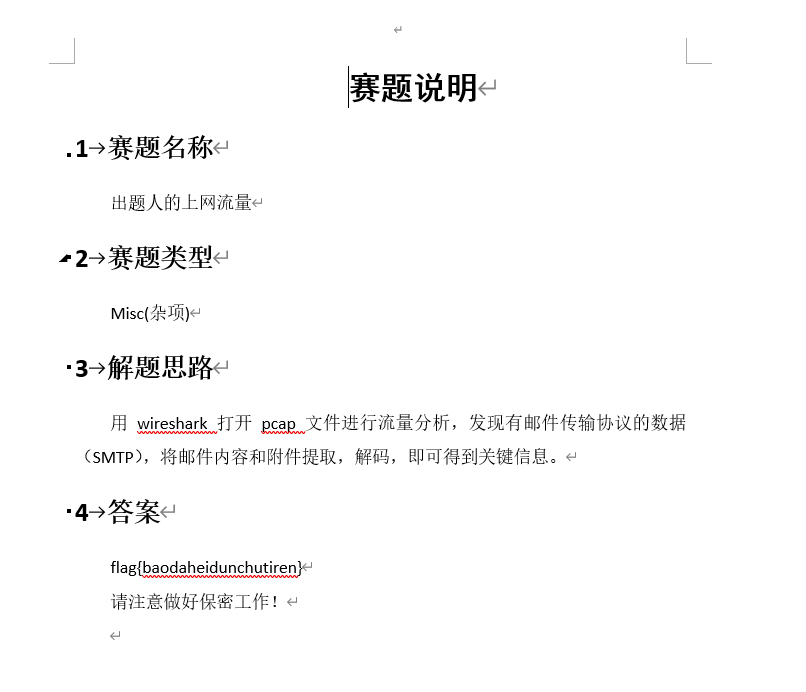 赛题说明
1 赛题名称
出题人的上网流量
2 赛题类型
Misc(杂项)
3 解题思路
用 wireshark 打开 pcap 文件进行流量分析，发现有邮件传输协议的数据
（SMTP），将邮件内容和附件提取，解码，即可得到关键信息。
4 答案
flag{baodaheidunchutiren}
请注意做好保密工作！